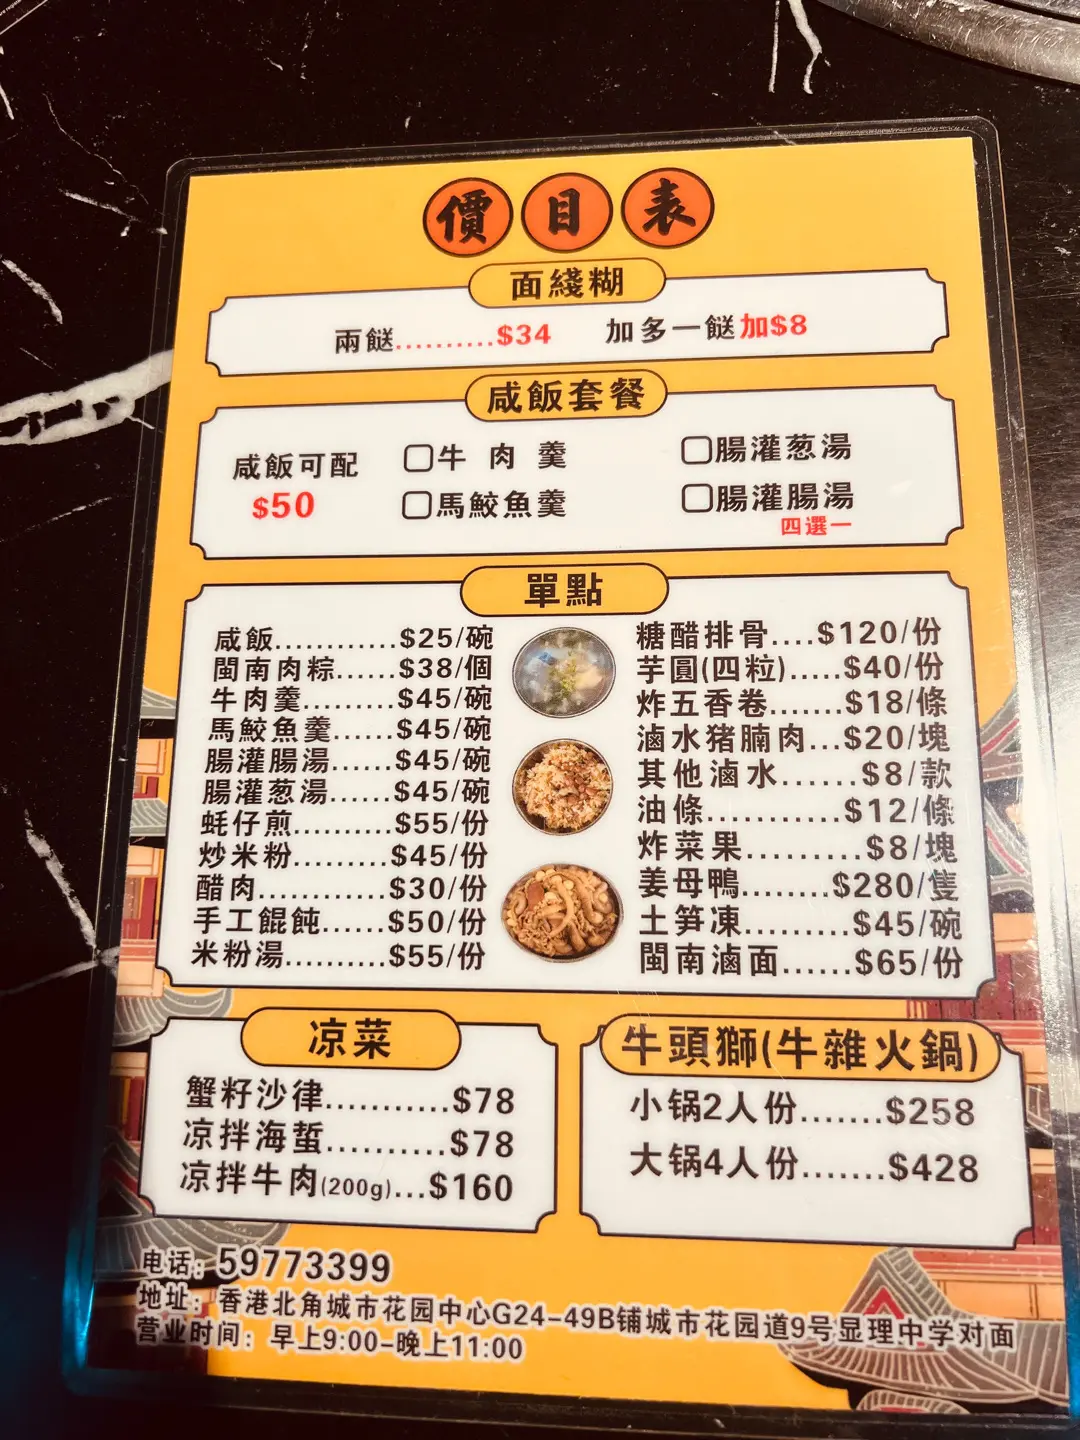 價目表
面綫糊
兩餸..........$34 加多一餸加$8
咸飯套餐
咸飯可配
$50
牛肉羹
腸灌葱湯
馬鮫魚羹
腸灌腸湯
四選一
單點
咸飯............$25/碗
閩南肉粽......$38/個
牛肉羹.........$45/碗
馬鮫魚羹......$45/碗
腸灌腸湯......$45/碗
腸灌葱湯......$45/碗
蚝仔煎..........$55/份
炒米粉.........$45/份
醋肉............$30/份
手工餛飩......$50/份
米粉湯..........$55/份
糖醋排骨....$120/份
芋圓(四粒).....$40/份
炸五香卷.......$18/條
滷水猪腩肉...$20/塊
其他滷水.......$8/款
油條............$12/條
炸菜果.........$8/塊
姜母鴨........$280/隻
土笋凍..........$45/碗
閩南滷面......$65/份
凉菜
蟹籽沙律...........$78
凉拌海蜇..........$78
凉拌牛肉(200g)...$160
牛頭獅(牛雜火鍋)
小锅2人份.......$258
大锅4人份.......$428
电话：59773399
地址：香港北角城市花园中心G24-49B铺城市花园道9号显理中学对面
营业时间：早上9:00-晚上11:00